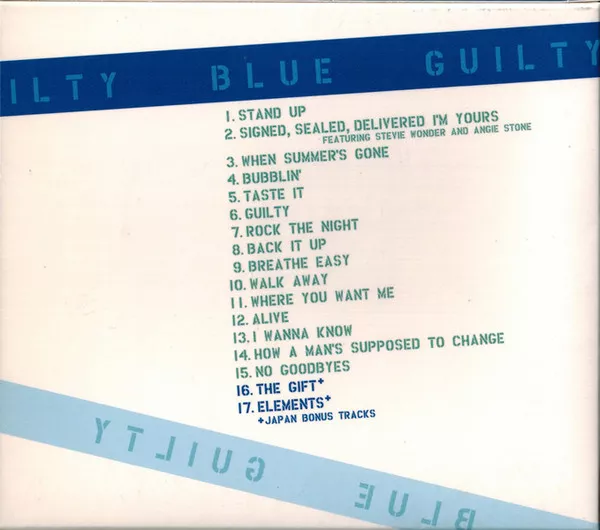 ILTY BLUE GUILTY
1. STAND UP
2. SIGNED, SEALED, DELIVERED I'M YOURS
FEATURING STEVIE WONDER AND ANGIE STONE
3. WHEN SUMMER'S GONE
4. BUBBLIN'
5. TASTE IT
6. GUILTY
7. ROCK THE NIGHT
8. BACK IT UP
9. BREATHE EASY
10. WALK AWAY
11. WHERE YOU WANT ME
12. ALIVE
13. I WANNA KNOW
14. HOW A MAN'S SUPPOSED TO CHANGE
15. NO GOODBYES
16. THE GIFT+
17. ELEMENTS+
+JAPAN BONUS TRACKS
BLUE GUILTY